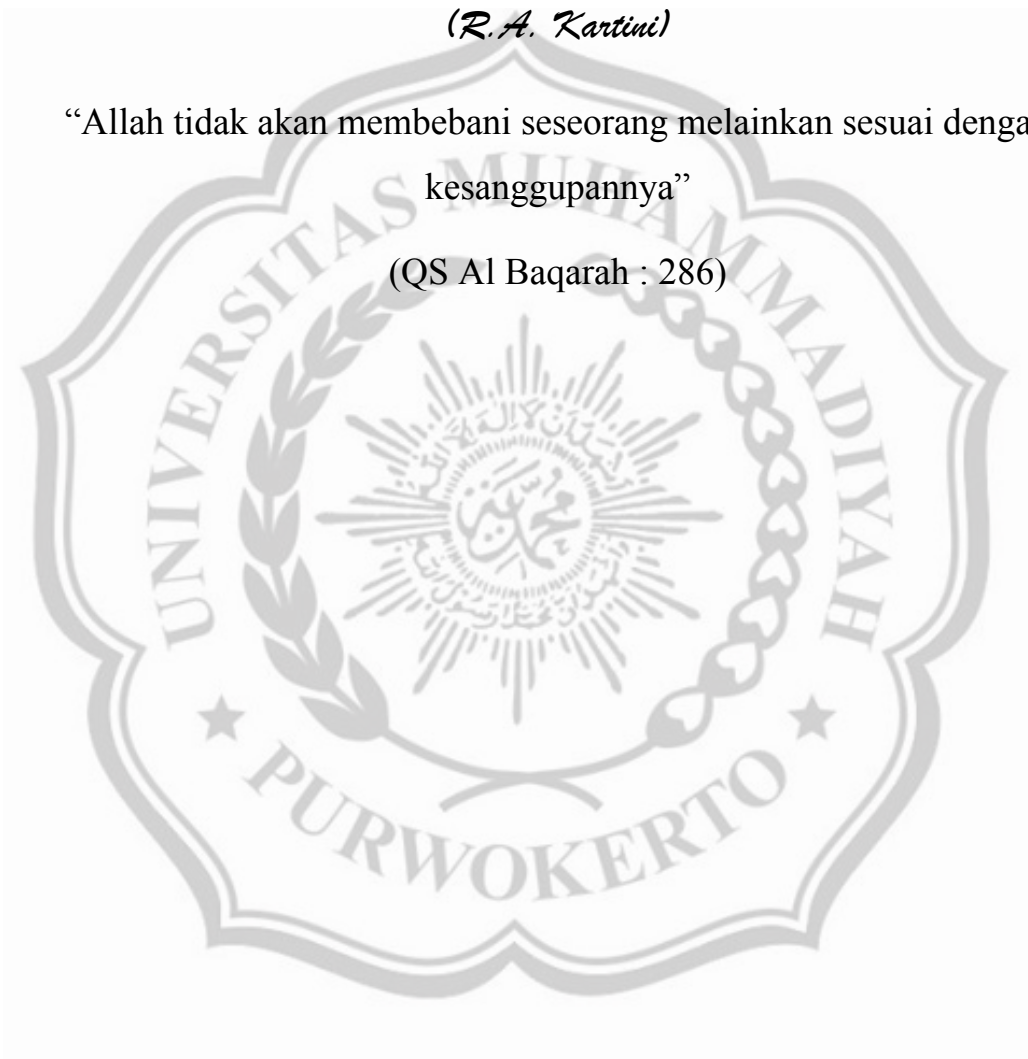 (R.A. Kartini)
“Allah tidak akan membebani seseorang melainkan sesuai denga
kesanggupannya”
(QS Al Baqarah : 286)
UNIVERSITAS MUHAMMADIYAH
PURWOKERTO